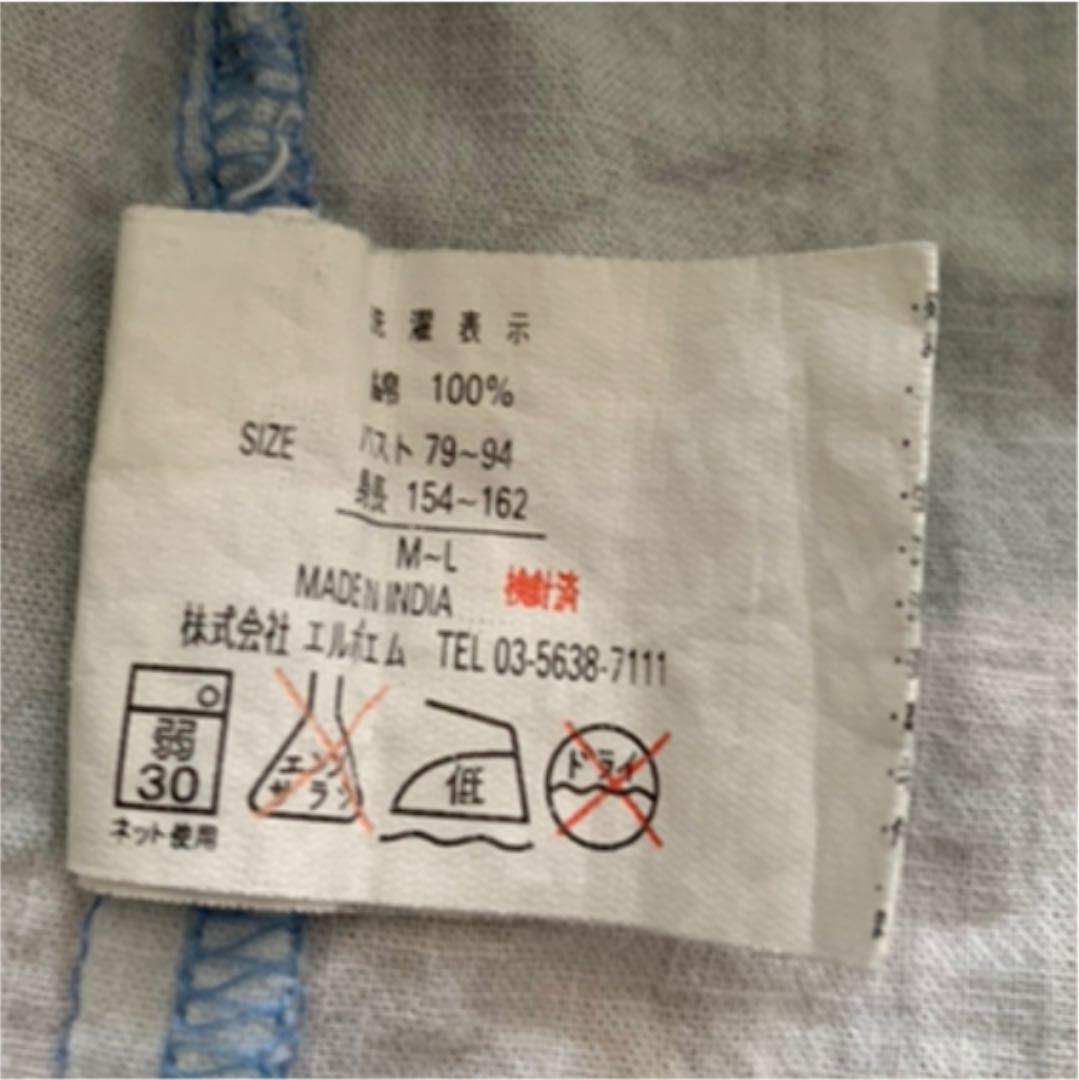 洗濯表示
綿 100%
SIZE バスト 79~94
身長 154~162
M~L
MADE IN INDIA 検針済
株式会社 エルポエム TEL 03-5638-7111
弱
30
ネット使用
エンソ
サラシ
低
ドライ